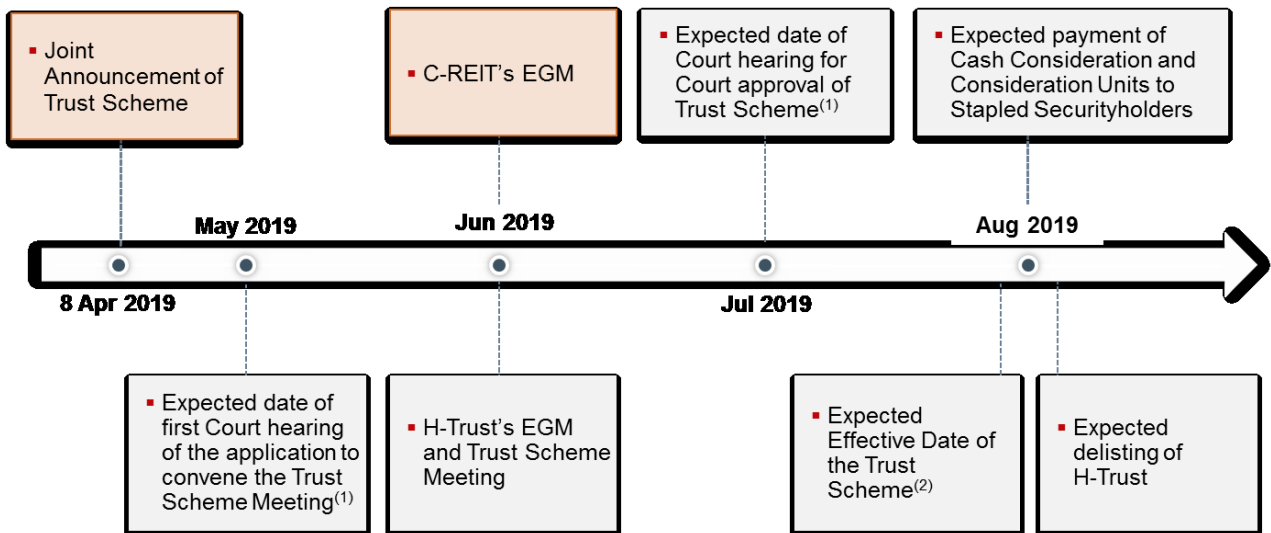 ▪ Joint
Announcement of
Trust Scheme
▪ C-REIT's EGM
▪ Expected date of
Court hearing for
Court approval of
Trust Scheme(1)
▪ Expected payment of
Cash Consideration and
Consideration Units to
Stapled Securityholders
May 2019
Jun 2019
Aug 2019
8 Apr 2019
Jul 2019
▪ Expected date of
first Court hearing
of the application to
convene the Trust
Scheme Meeting(1)
▪ H-Trust's EGM
and Trust Scheme
Meeting
▪ Expected
Effective Date of
the Trust
Scheme(2)
▪ Expected
delisting of
H-Trust